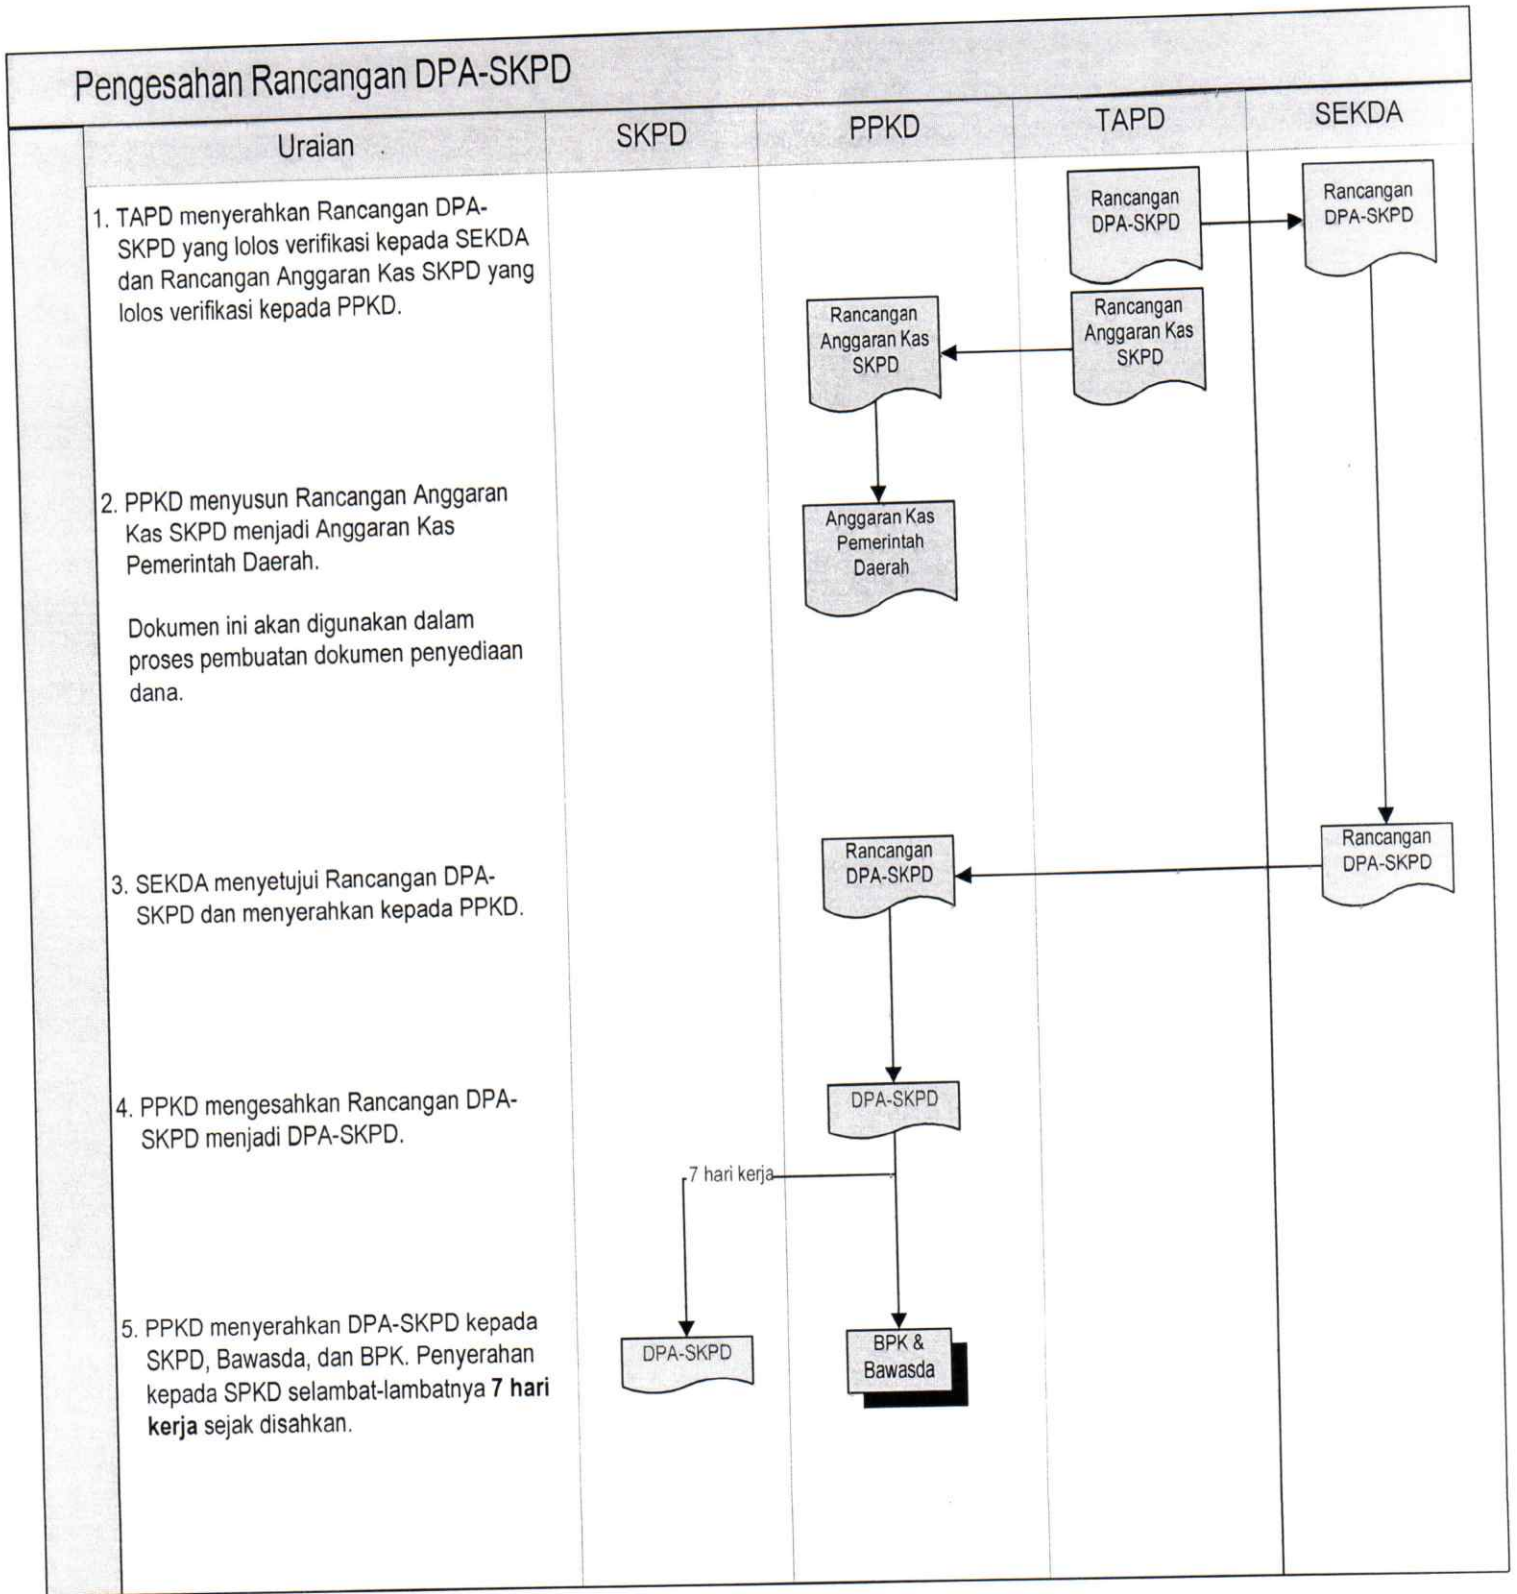 Pengesahan Rancangan DPA-SKPD
Uraian
SKPD
PPKD
TAPD
SEKDA
1. TAPD menyerahkan Rancangan DPA-
SKPD yang lolos verifikasi kepada SEKDA
dan Rancangan Anggaran Kas SKPD yang
lolos verifikasi kepada PPKD.
Rancangan
DPA-SKPD
Rancangan
DPA-SKPD
Rancangan
Anggaran Kas
SKPD
Rancangan
Anggaran Kas
SKPD
2. PPKD menyusun Rancangan Anggaran
Kas SKPD menjadi Anggaran Kas
Pemerintah Daerah.
Dokumen ini akan digunakan dalam
proses pembuatan dokumen penyediaan
dana.
Anggaran Kas
Pemerintah
Daerah
3. SEKDA menyetujui Rancangan DPA-
SKPD dan menyerahkan kepada PPKD.
Rancangan
DPA-SKPD
Rancangan
DPA-SKPD
4. PPKD mengesahkan Rancangan DPA-
SKPD menjadi DPA-SKPD.
DPA-SKPD
7 hari kerja
5. PPKD menyerahkan DPA-SKPD kepada
SKPD, Bawasda, dan BPK. Penyerahan
kepada SPKD selambat-lambatnya 7 hari
kerja sejak disahkan.
DPA-SKPD
BPK &
Bawasda